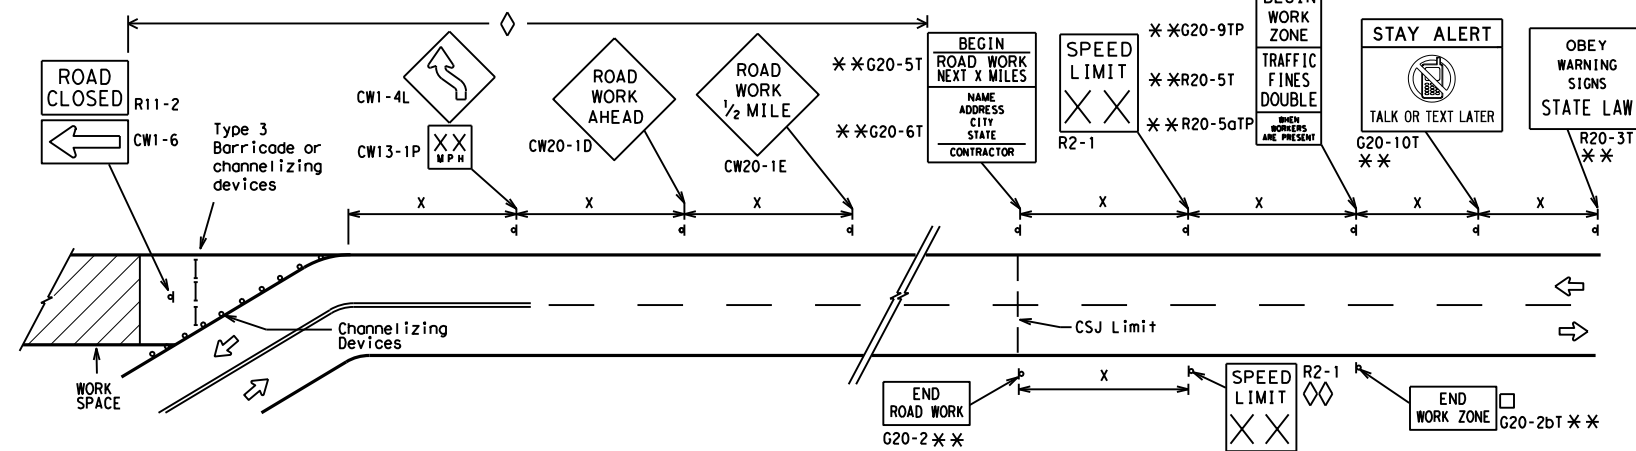 ROAD
CLOSED
R11-2
CW1-6
Type 3
Barricade or
channelizing
devices
CW1-4L
CW13-1P
XX
MPH
ROAD
WORK
AHEAD
CW20-1D
ROAD
WORK
1/2 MILE
CW20-1E
**G20-5T
**G20-6T
BEGIN
ROAD WORK
NEXT X MILES
NAME
ADDRESS
CITY
STATE
CONTRACTOR
SPEED
LIMIT
XX
R2-1
**G20-9TP
**R20-5T
**R20-5aTP
BEGIN
WORK
ZONE
TRAFFIC
FINES
DOUBLE
WHEN
WORKERS
ARE PRESENT
STAY ALERT
TALK OR TEXT LATER
G20-10T
**
OBEY
WARNING
SIGNS
STATE LAW
R20-3T
**
X
X
X
X
X
X
X
Channelizing
Devices
CSJ Limit
WORK
SPACE
END
ROAD WORK
G20-2**
X
SPEED
LIMIT
XX
R2-1
END
WORK ZONE
G20-2bT**